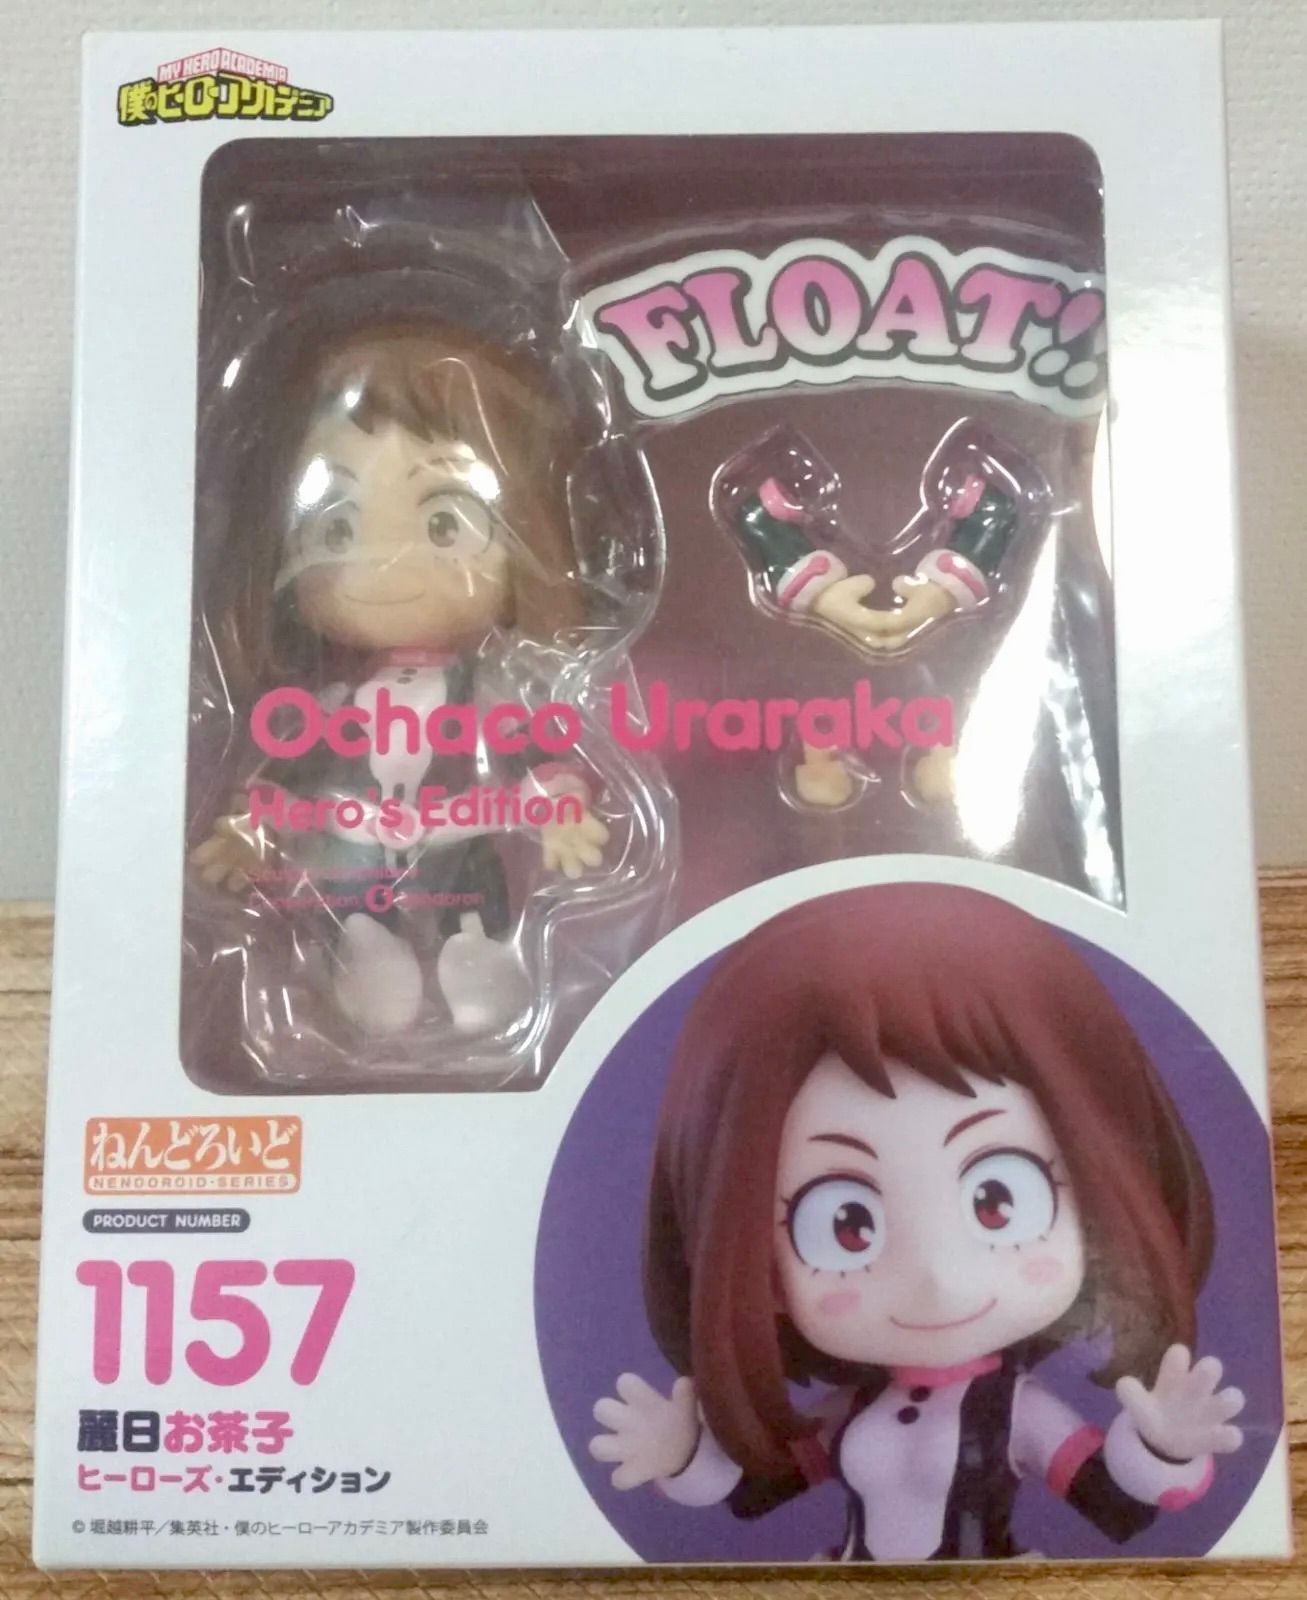 MY HERO ACADEMIA
僕のヒーローアカデミア
FLOAT!!
Ochaco Uraraka
Hero's Edition
ねんどろいど
NENDOROID·SERIES
PRODUCT NUMBER
1157
麗日お茶子
ヒーローズ・エディション
© 堀越耕平／集英社・僕のヒーローアカデミア製作委員会